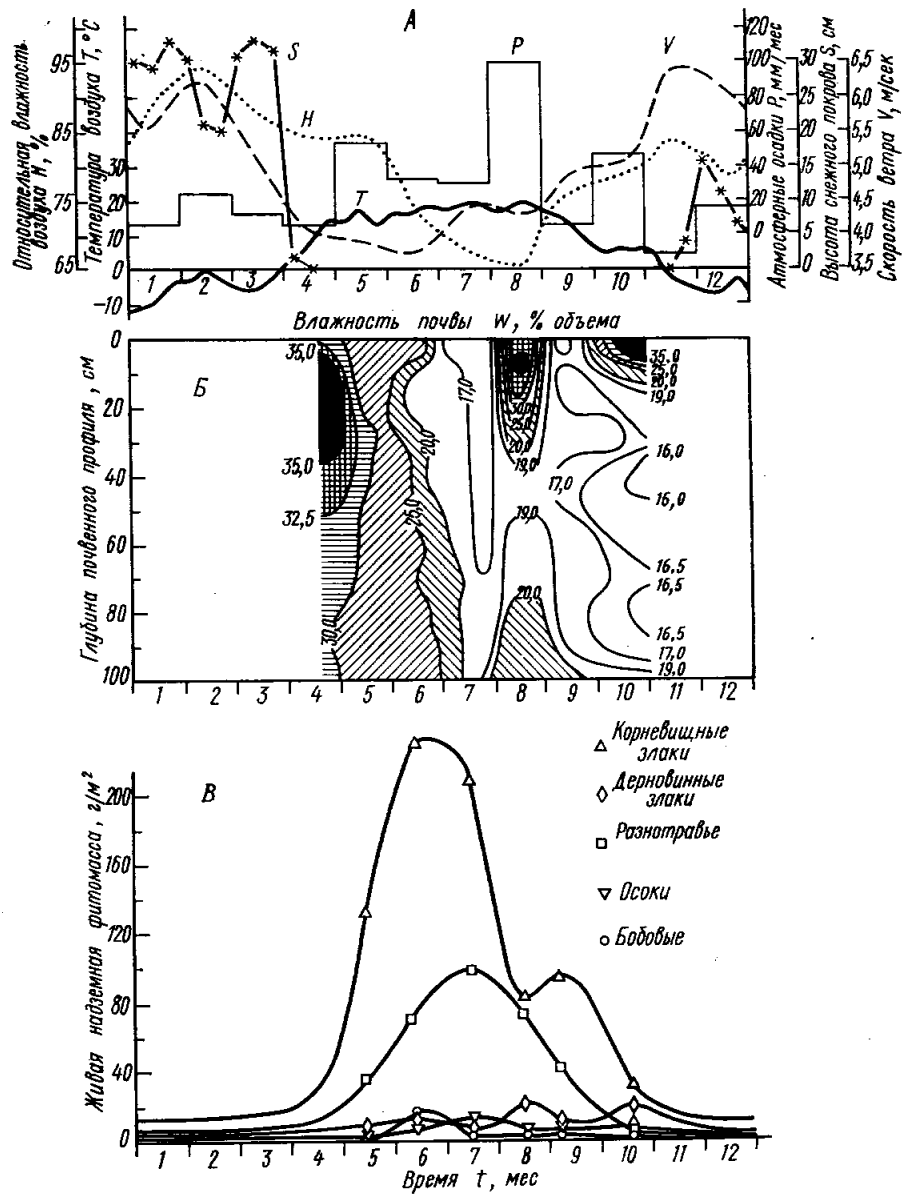 А
Относительная влажность
воздуха H, %
Температура воздуха T, °C
Атмосферные осадки P, мм/мес
Высота снежного покрова S, см
Скорость ветра V, м/сек
95
85
75
65
30
20
10
0
-10
S
H
T
P
V
120
100
80
60
40
20
0
30
25
20
15
10
5
0
6,5
6,0
5,5
5,0
4,5
4,0
3,5
1 2 3 4 5 6 7 8 9 10 11 12
Влажность почвы W, % объема
Б
Глубина почвенного профиля, см
0
20
40
60
80
100
35,0
35,0
32,5
30,0
25,0
20,0
17,0
30,0
25,0
20,0
19,0
19,0
20,0
17,0
35,0
25,0
20,0
19,0
16,0
16,0
16,5
16,5
16,5
17,0
19,0
1 2 3 4 5 6 7 8 9 10 11 12
В
Живая надземная фитомасса, г/м²
200
160
120
80
40
0
Корневищные
злаки
Дерновинные
злаки
Разнотравье
Осоки
Бобовые
1 2 3 4 5 6 7 8 9 10 11 12
Время t, мес